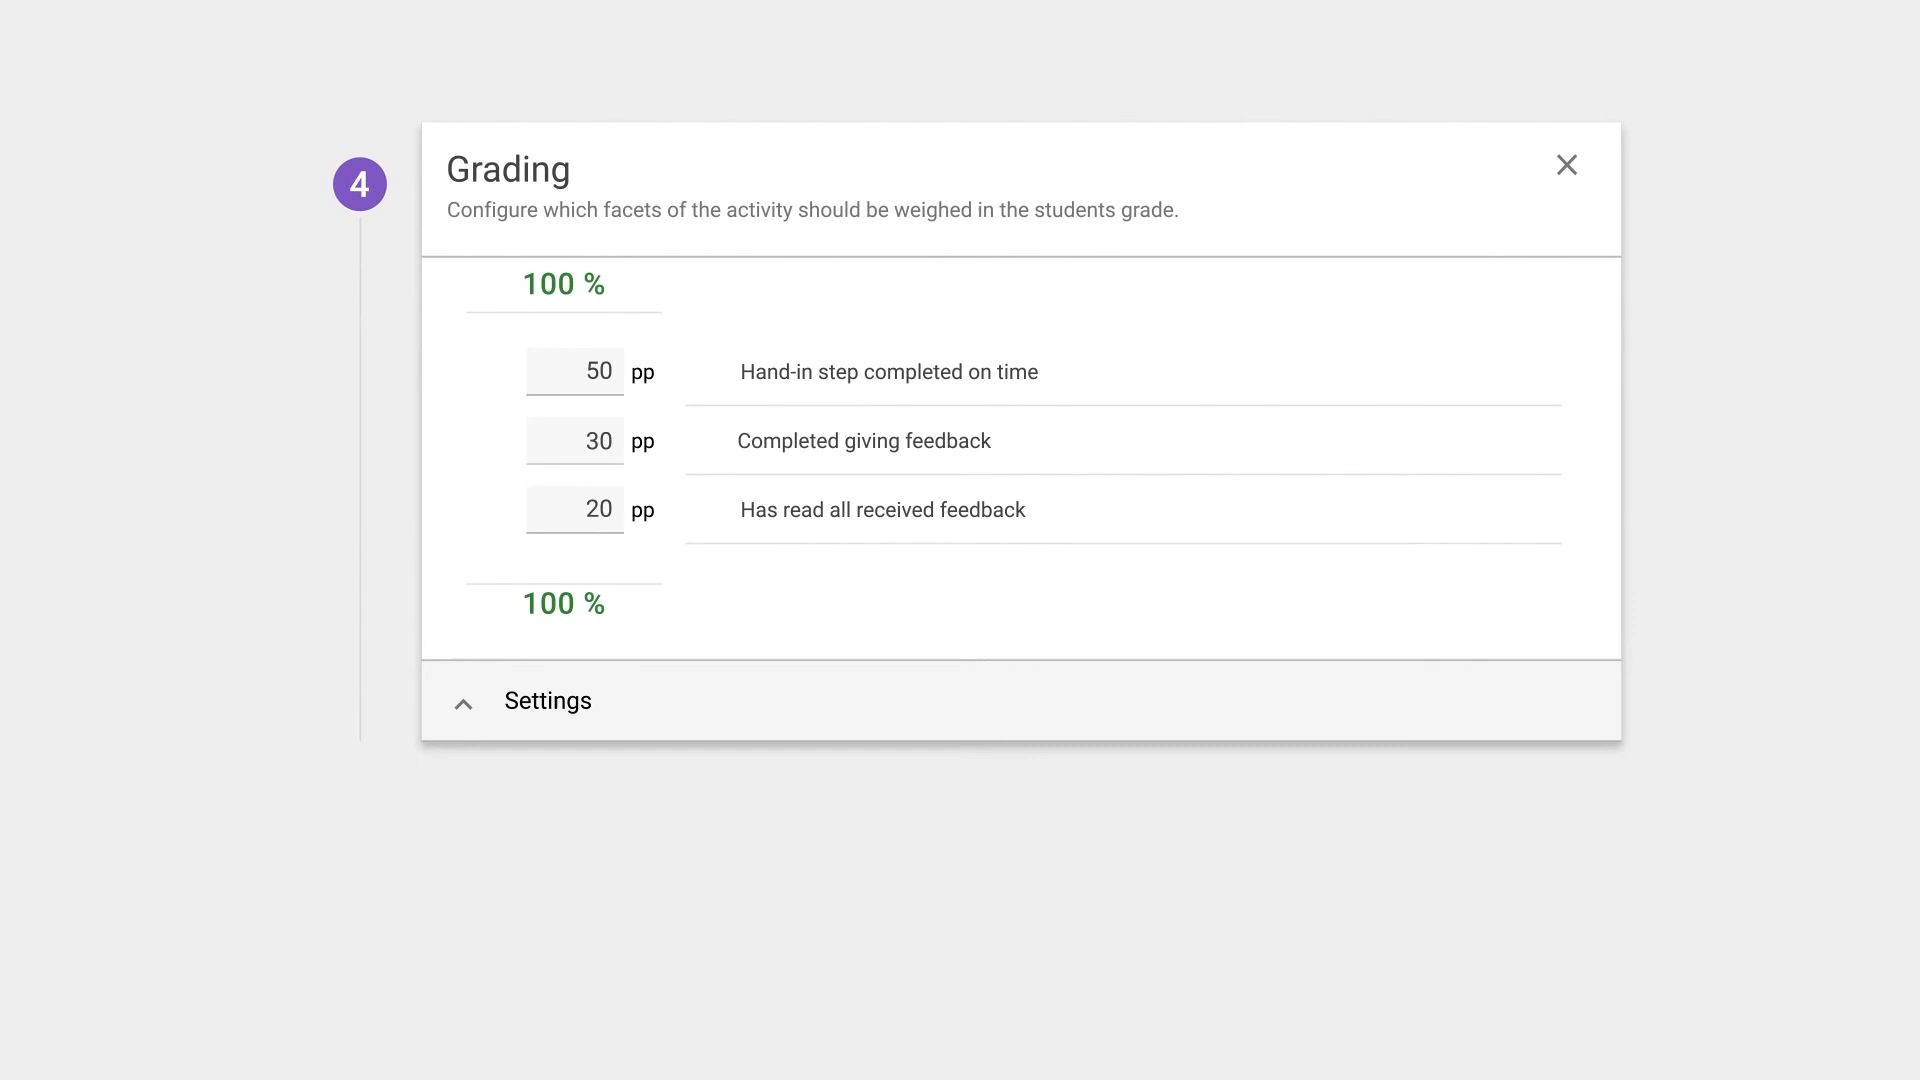 4
Grading
Configure which facets of the activity should be weighed in the students grade.
100 %
50 pp Hand-in step completed on time
30 pp Completed giving feedback
20 pp Has read all received feedback
100 %
Settings